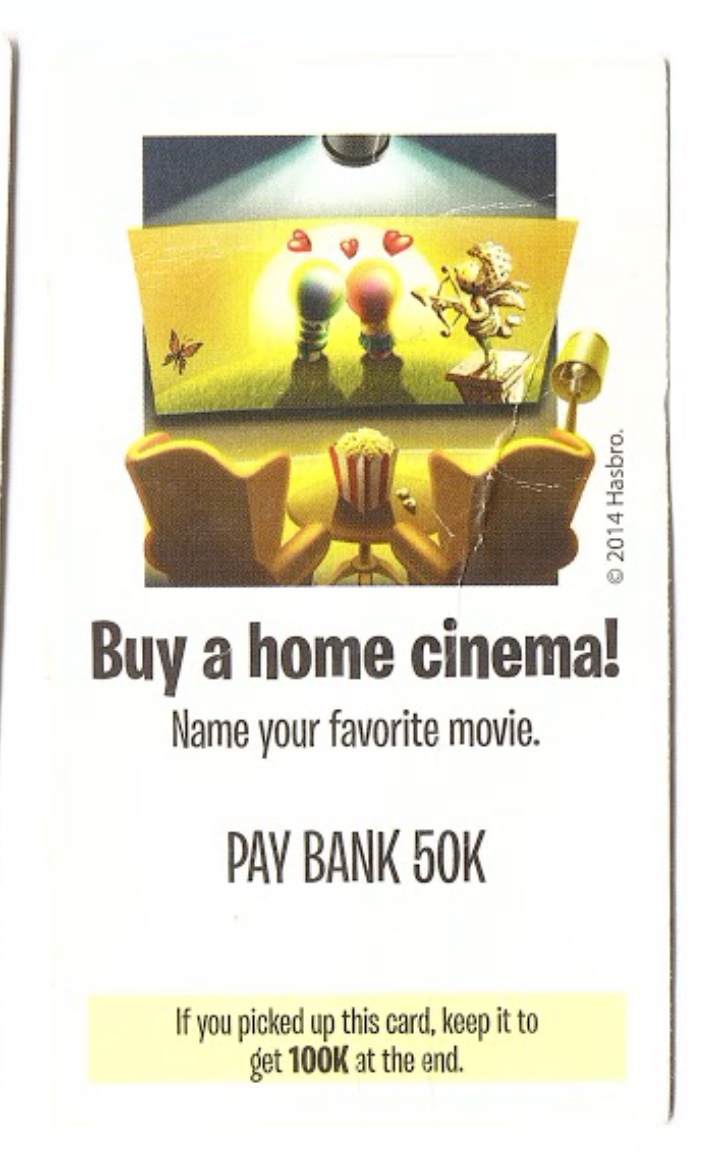 © 2014 Hasbro.
Buy a home cinema!
Name your favorite movie.
PAY BANK 50K
If you picked up this card, keep it to
get 100K at the end.